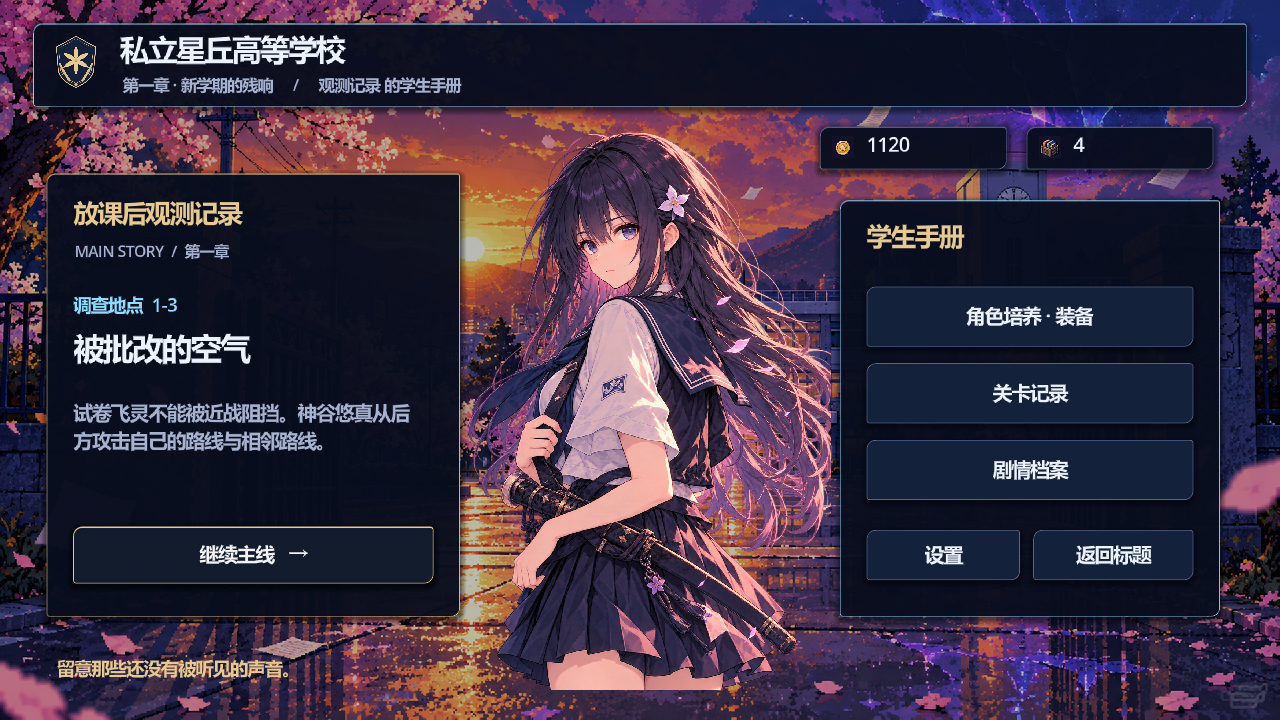 私立星丘高等学校
第一章 · 新学期的残响 / 观测记录 的学生手册
1120
4
放课后观测记录
MAIN STORY / 第一章
调查地点 1-3
被批改的空气
试卷飞灵不能被近战阻挡。神谷悠真从后
方攻击自己的路线与相邻路线。
继续主线 →
学生手册
角色培养 · 装备
关卡记录
剧情档案
设置
返回标题
留意那些还没有被听见的声音。